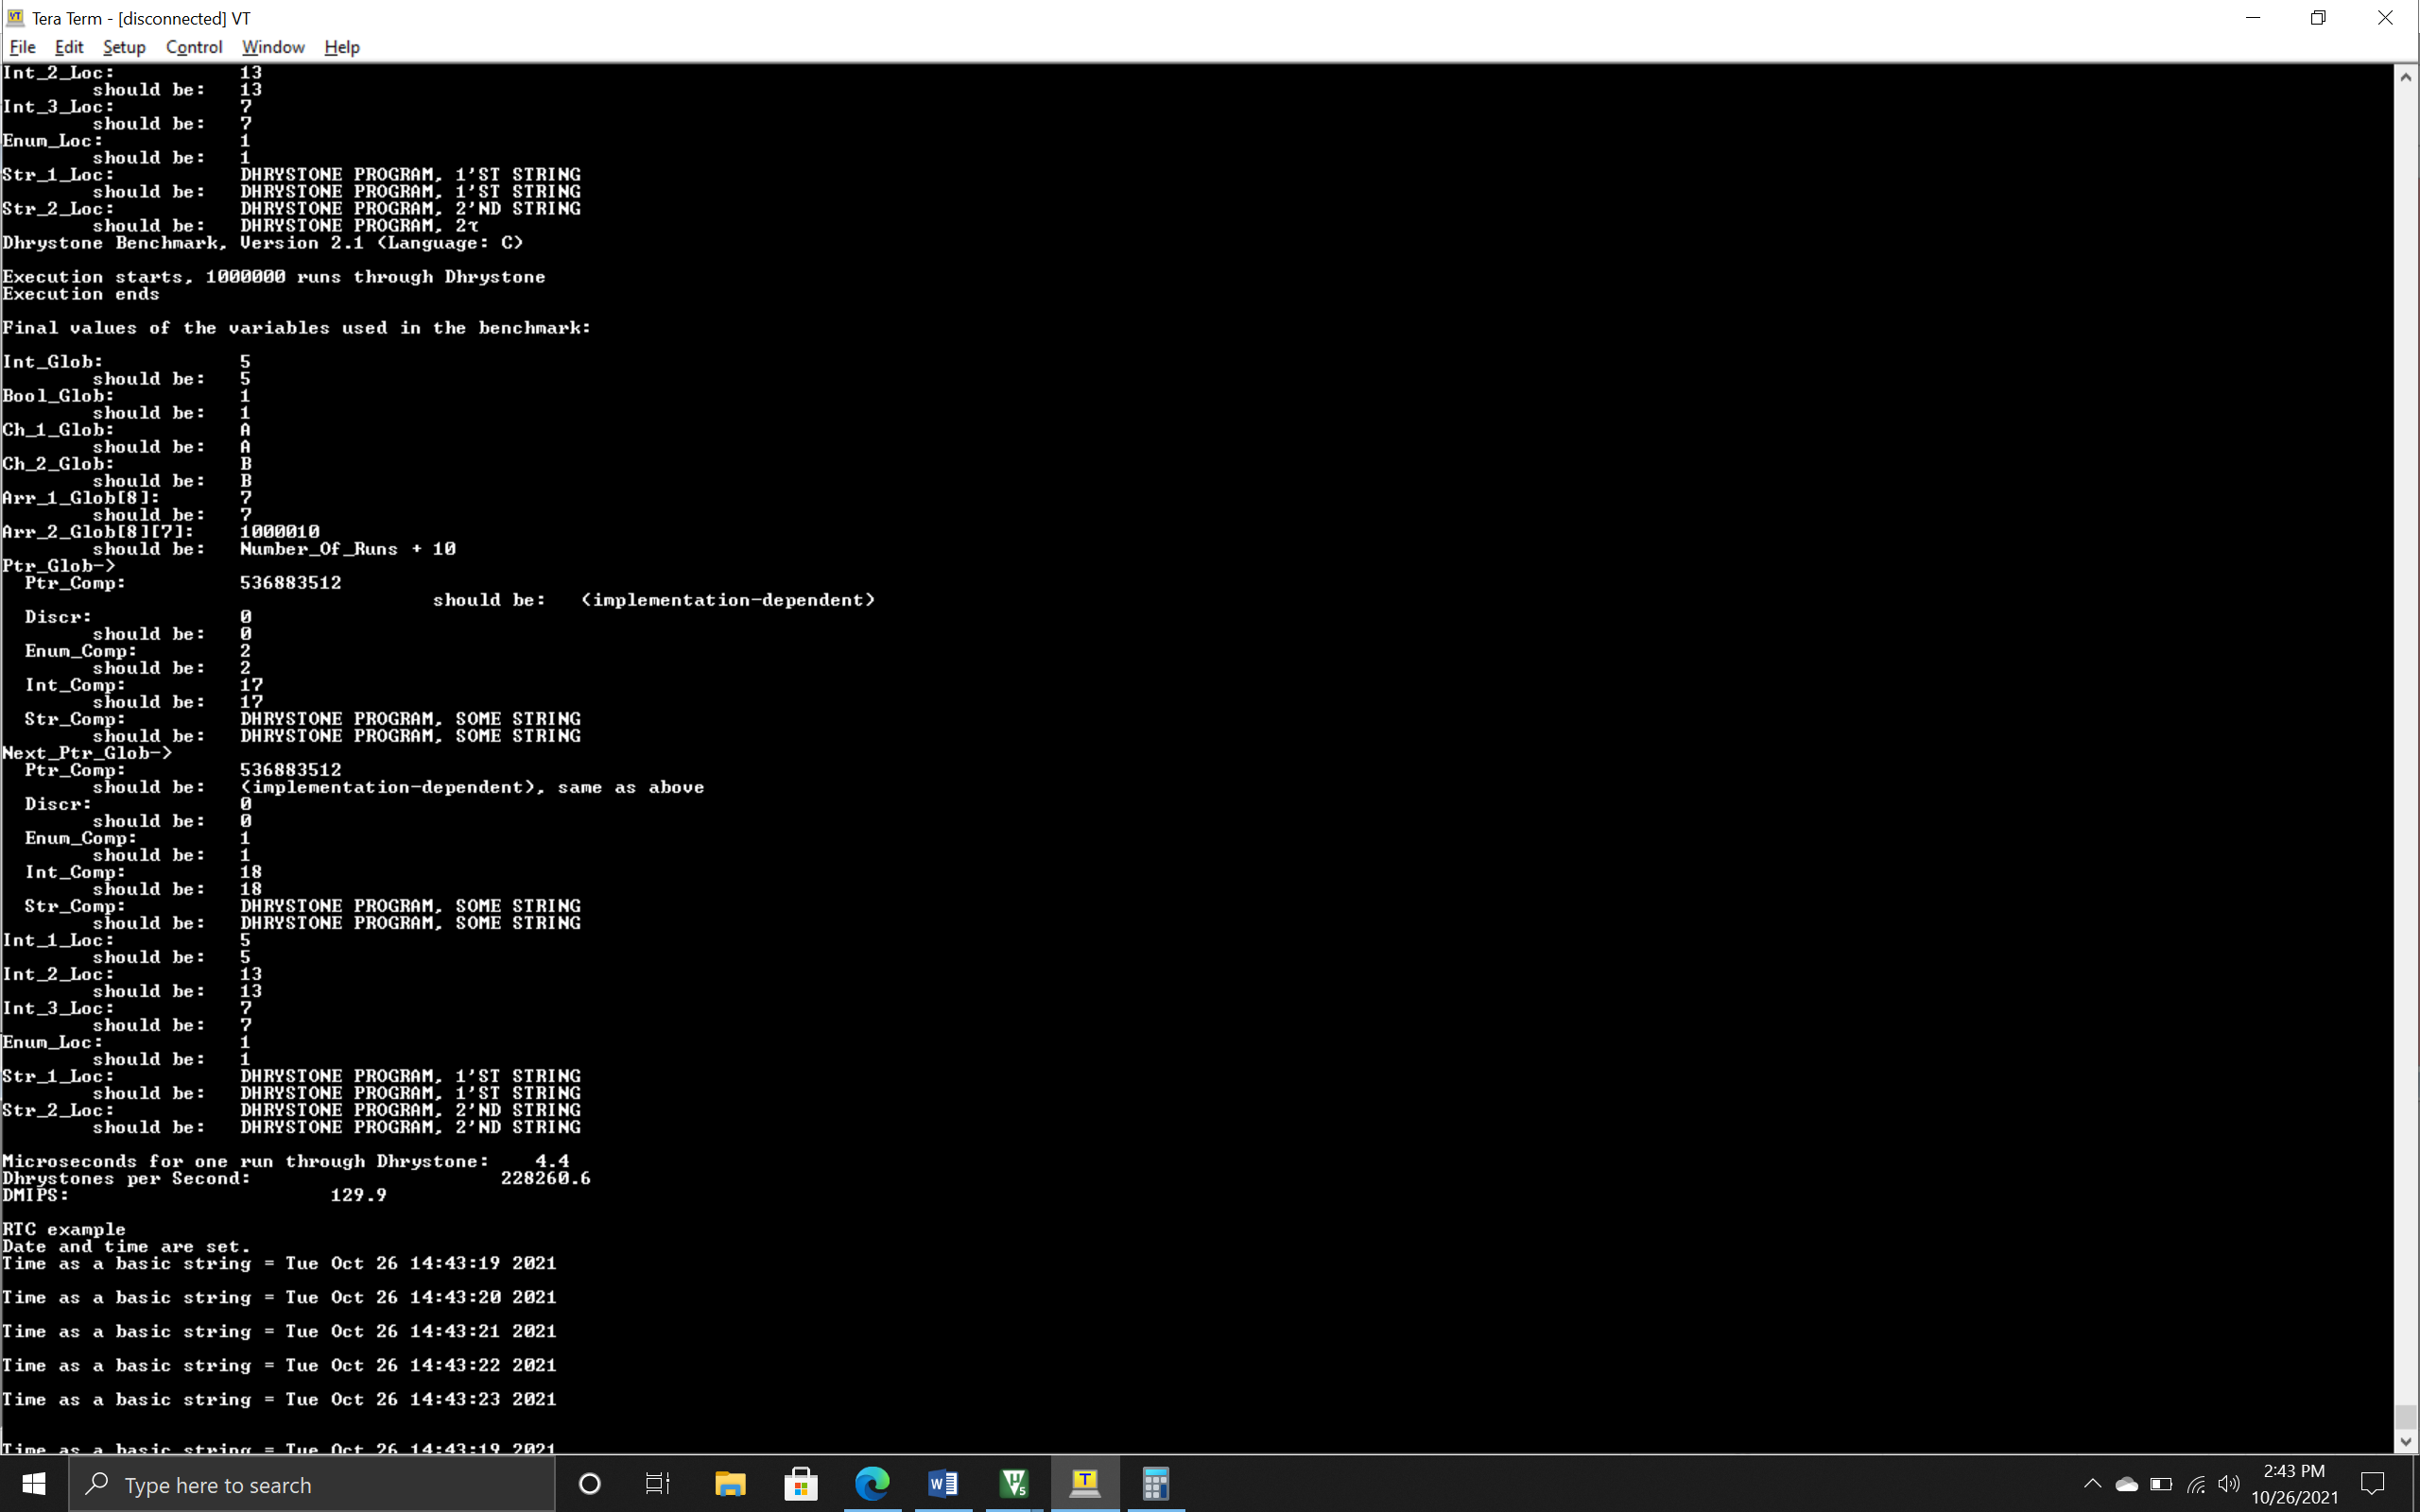 Tera Term - [disconnected] VT
File Edit Setup Control Window Help
Int_2_Loc: 13
should be: 13
Int_3_Loc: 7
should be: 7
Enum_Loc: 1
should be: 1
Str_1_Loc: DHRYSTONE PROGRAM, 1'ST STRING
should be: DHRYSTONE PROGRAM, 1'ST STRING
Str_2_Loc: DHRYSTONE PROGRAM, 2'ND STRING
should be: DHRYSTONE PROGRAM, 2τ
Dhrystone Benchmark, Version 2.1 (Language: C)
Execution starts, 1000000 runs through Dhrystone
Execution ends
Final values of the variables used in the benchmark:
Int_Glob: 5
should be: 5
Bool_Glob: 1
should be: 1
Ch_1_Glob: A
should be: A
Ch_2_Glob: B
should be: B
Arr_1_Glob[8]: 7
should be: 7
Arr_2_Glob[8][7]: 1000010
should be: Number_Of_Runs + 10
Ptr_Glob->
Ptr_Comp: 536883512
should be: (implementation-dependent)
Discr: 0
should be: 0
Enum_Comp: 2
should be: 2
Int_Comp: 17
should be: 17
Str_Comp: DHRYSTONE PROGRAM, SOME STRING
should be: DHRYSTONE PROGRAM, SOME STRING
Next_Ptr_Glob->
Ptr_Comp: 536883512
should be: (implementation-dependent), same as above
Discr: 0
should be: 0
Enum_Comp: 1
should be: 1
Int_Comp: 18
should be: 18
Str_Comp: DHRYSTONE PROGRAM, SOME STRING
should be: DHRYSTONE PROGRAM, SOME STRING
Int_1_Loc: 5
should be: 5
Int_2_Loc: 13
should be: 13
Int_3_Loc: 7
should be: 7
Enum_Loc: 1
should be: 1
Str_1_Loc: DHRYSTONE PROGRAM, 1'ST STRING
should be: DHRYSTONE PROGRAM, 1'ST STRING
Str_2_Loc: DHRYSTONE PROGRAM, 2'ND STRING
should be: DHRYSTONE PROGRAM, 2'ND STRING
Microseconds for one run through Dhrystone: 4.4
Dhrystones per Second: 228260.6
DMIPS: 129.9
RTC example
Date and time are set.
Time as a basic string = Tue Oct 26 14:43:19 2021
Time as a basic string = Tue Oct 26 14:43:20 2021
Time as a basic string = Tue Oct 26 14:43:21 2021
Time as a basic string = Tue Oct 26 14:43:22 2021
Time as a basic string = Tue Oct 26 14:43:23 2021
Time as a basic string = Tue Oct 26 14:43:19 2021
Type here to search
2:43 PM
10/26/2021